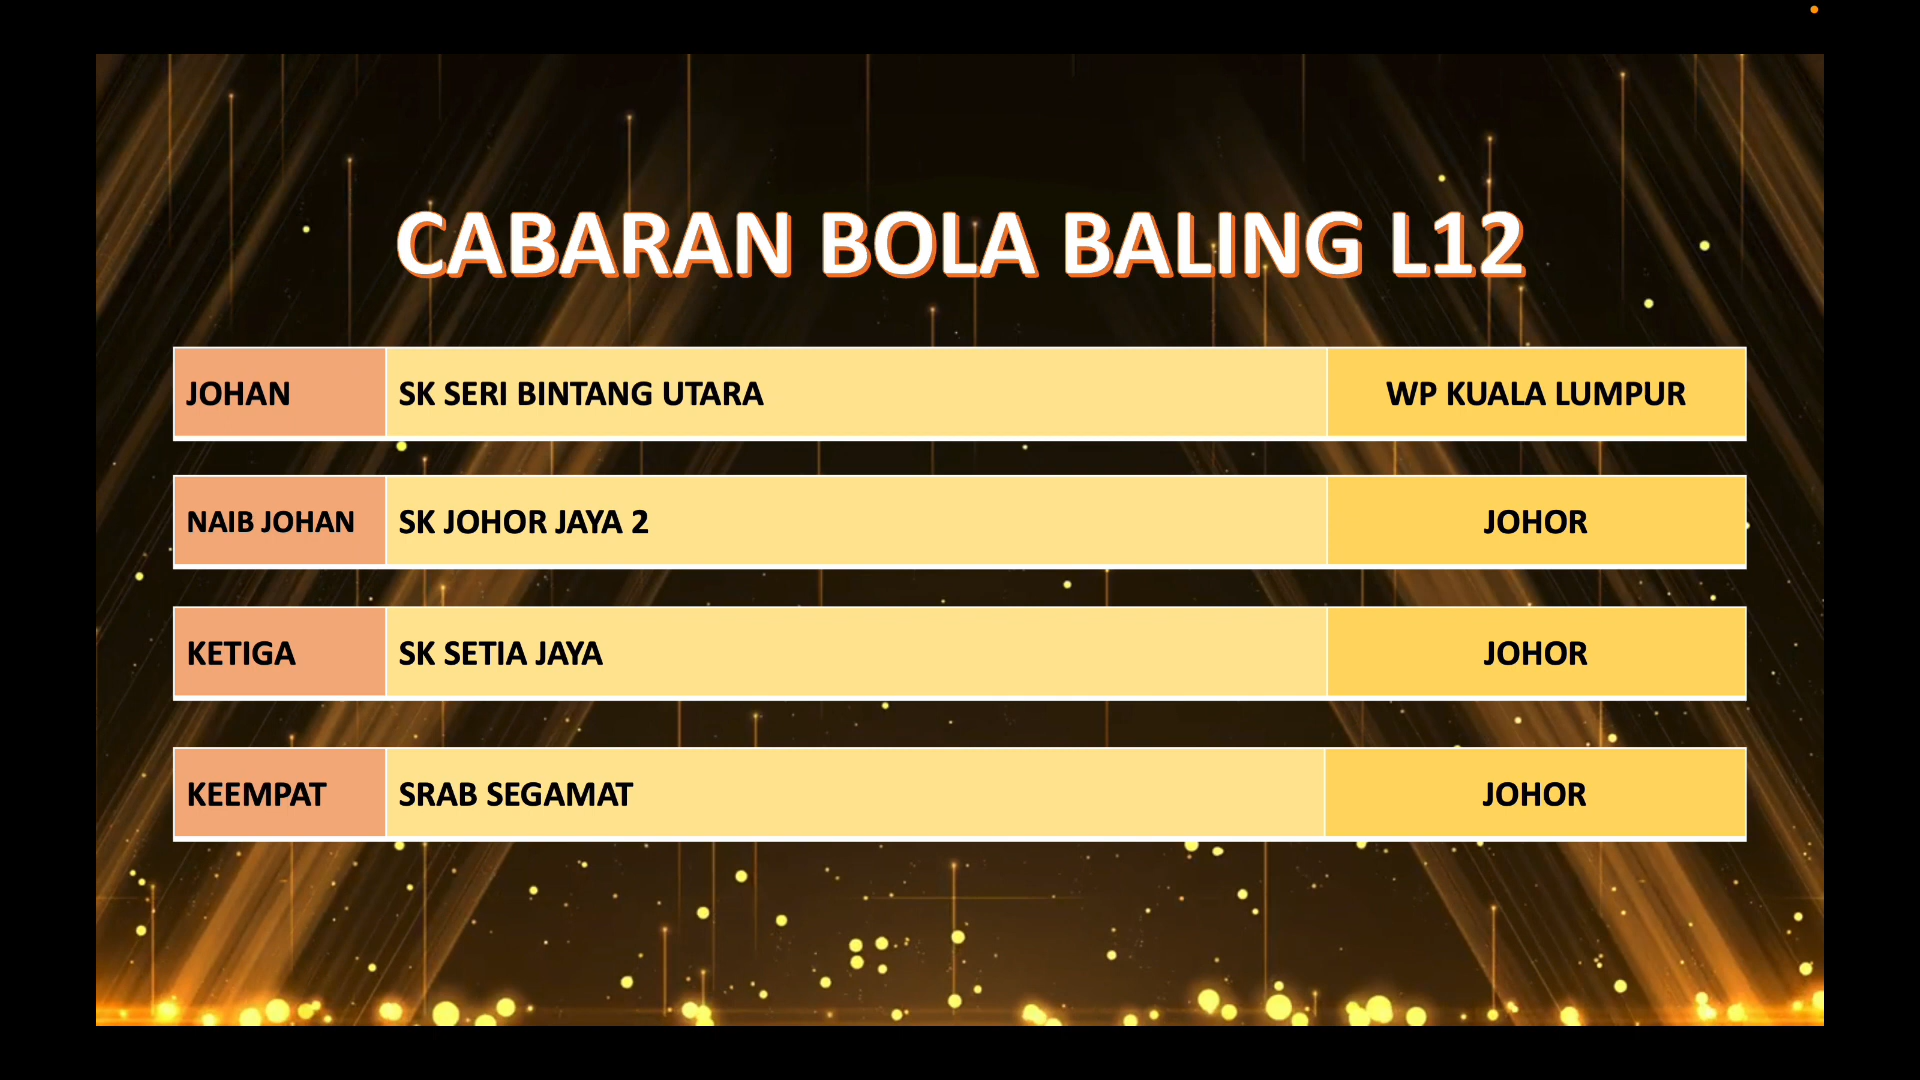 CABARAN BOLA BALING L12
JOHAN SK SERI BINTANG UTARA WP KUALA LUMPUR
NAIB JOHAN SK JOHOR JAYA 2 JOHOR
KETIGA SK SETIA JAYA JOHOR
KEEMPAT SRAB SEGAMAT JOHOR